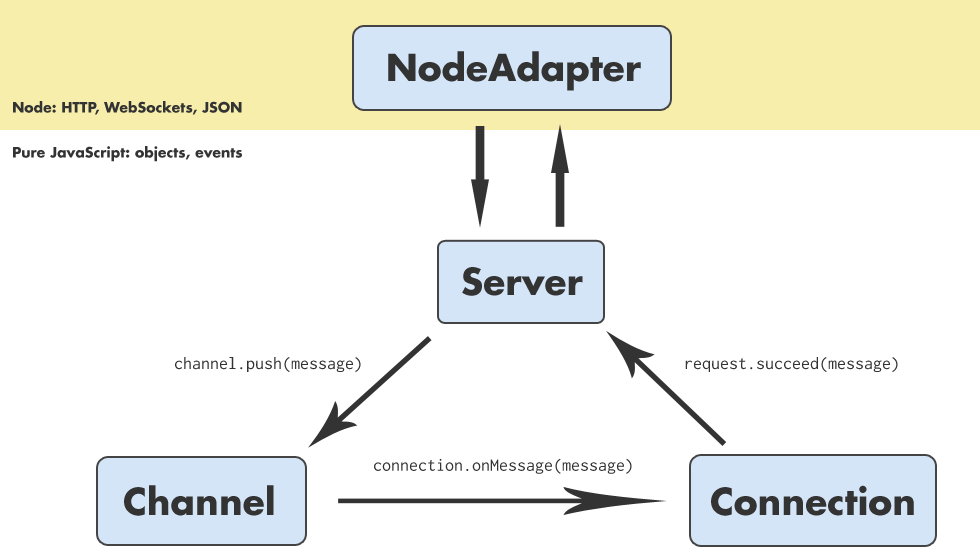 NodeAdapter
Node: HTTP, WebSockets, JSON
Pure JavaScript: objects, events
Server
channel.push(message)
request.succeed(message)
connection.onMessage(message)
Channel
Connection